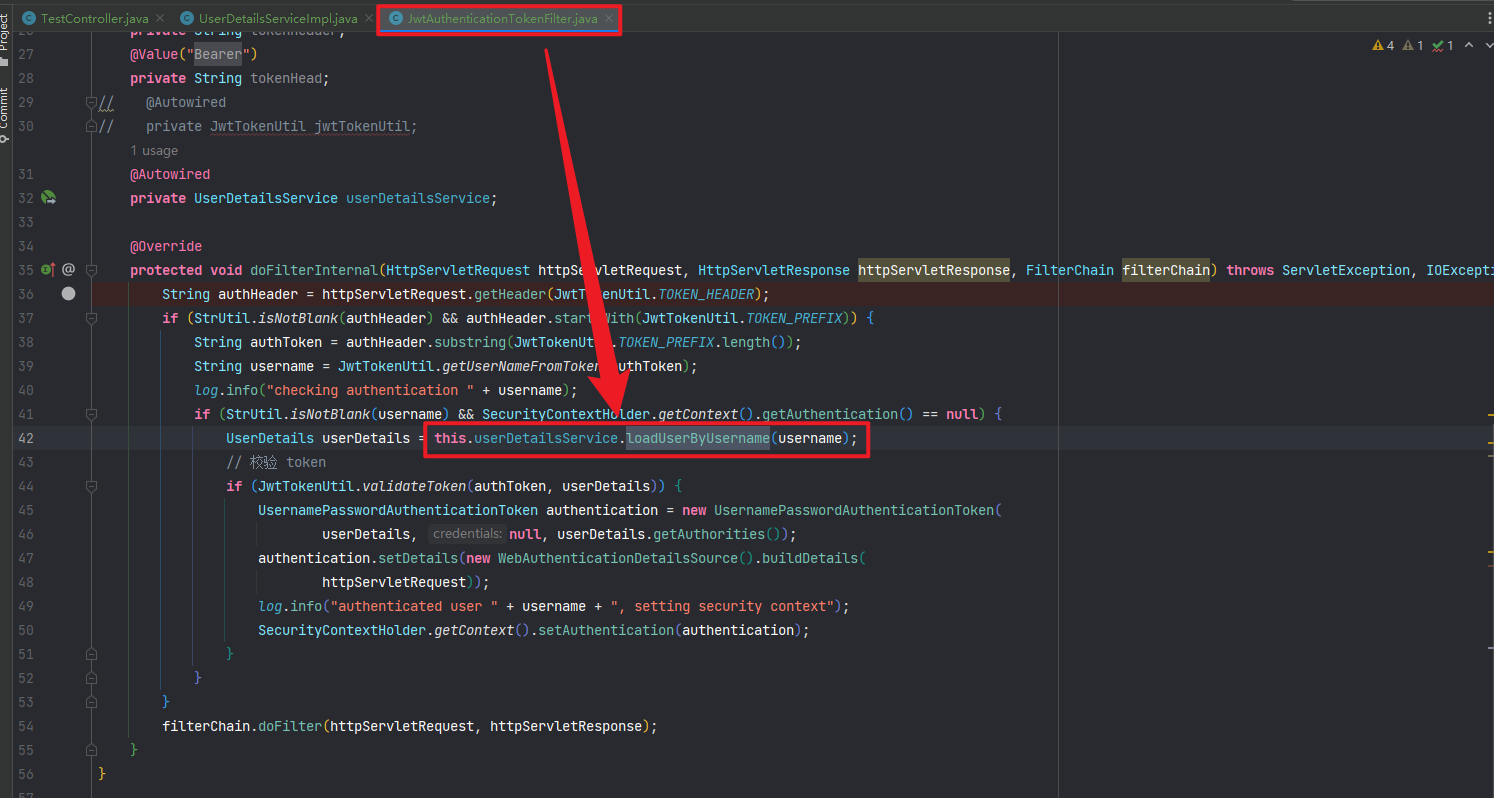 TestController.java UserDetailsServiceImpl.java JwtAuthenticationTokenFilter.java
Project
Commit
4 1 1
27 @Value("Bearer")
28 private String tokenHead;
29 // @Autowired
30 // private JwtTokenUtil jwtTokenUtil;
1 usage
31 @Autowired
32 private UserDetailsService userDetailsService;
33
34 @Override
35 @ protected void doFilterInternal(HttpServletRequest httpServletRequest, HttpServletResponse httpServletResponse, FilterChain filterChain) throws ServletException, IOExcepti
36 String authHeader = httpServletRequest.getHeader(JwtTokenUtil.TOKEN_HEADER);
37 if (StrUtil.isNotBlank(authHeader) && authHeader.startWith(JwtTokenUtil.TOKEN_PREFIX)) {
38 String authToken = authHeader.substring(JwtTokenUtil.TOKEN_PREFIX.length());
39 String username = JwtTokenUtil.getUserNameFromToken(authToken);
40 log.info("checking authentication " + username);
41 if (StrUtil.isNotBlank(username) && SecurityContextHolder.getContext().getAuthentication() == null) {
42 UserDetails userDetails = this.userDetailsService.loadUserByUsername(username);
43 // 校验 token
44 if (JwtTokenUtil.validateToken(authToken, userDetails)) {
45 UsernamePasswordAuthenticationToken authentication = new UsernamePasswordAuthenticationToken(
46 userDetails, credentials: null, userDetails.getAuthorities());
47 authentication.setDetails(new WebAuthenticationDetailsSource().buildDetails(
48 httpServletRequest));
49 log.info("authenticated user " + username + ", setting security context");
50 SecurityContextHolder.getContext().setAuthentication(authentication);
51 }
52 }
53 }
54 filterChain.doFilter(httpServletRequest, httpServletResponse);
55 }
56 }
57